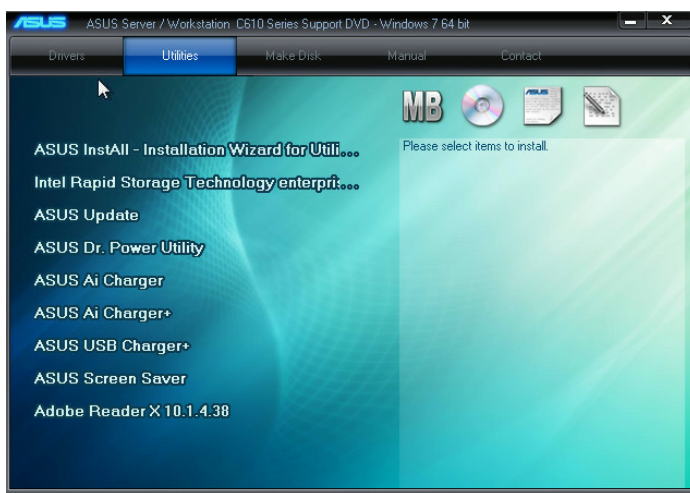 ASUS ASUS Server / Workstation C610 Series Support DVD - Windows 7 64 bit
Drivers Utilities Make Disk Manual Contact
MB
ASUS
Please select items to install.
ASUS InstAll - Installation Wizard for Utili...
Intel Rapid Storage Technology enterpri...
ASUS Update
ASUS Dr. Power Utility
ASUS Ai Charger
ASUS Ai Charger+
ASUS USB Charger+
ASUS Screen Saver
Adobe Reader X 10.1.4.38